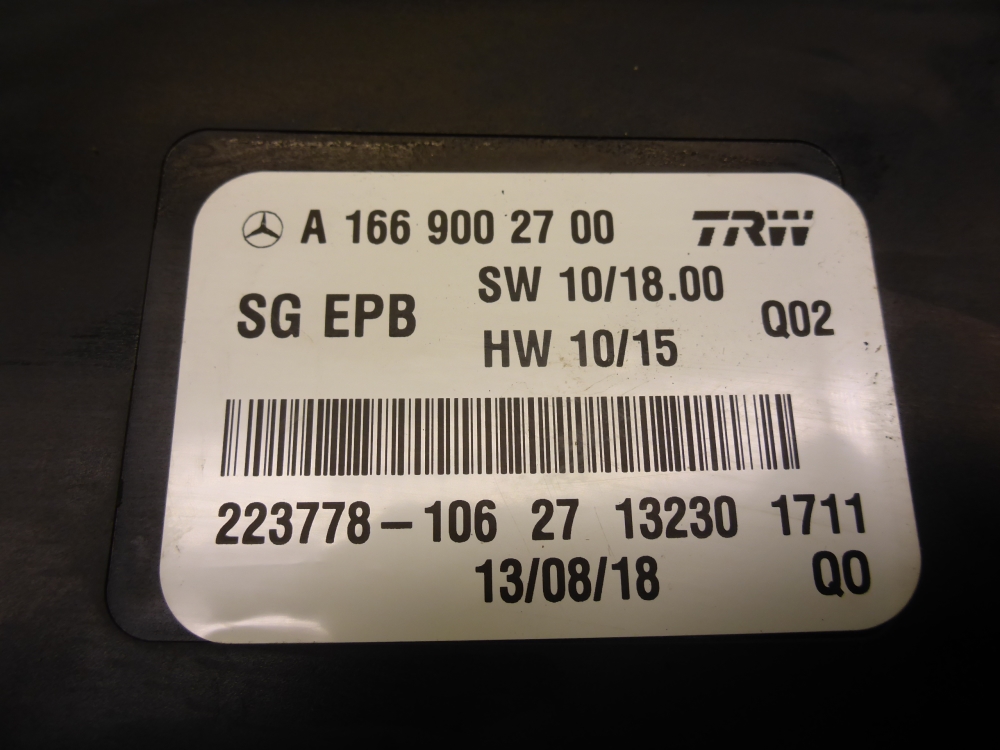 A 166 900 27 00 TRW
SG EPB SW 10/18.00 Q02
HW 10/15
223778-106 27 13230 1711
13/08/18 Q0